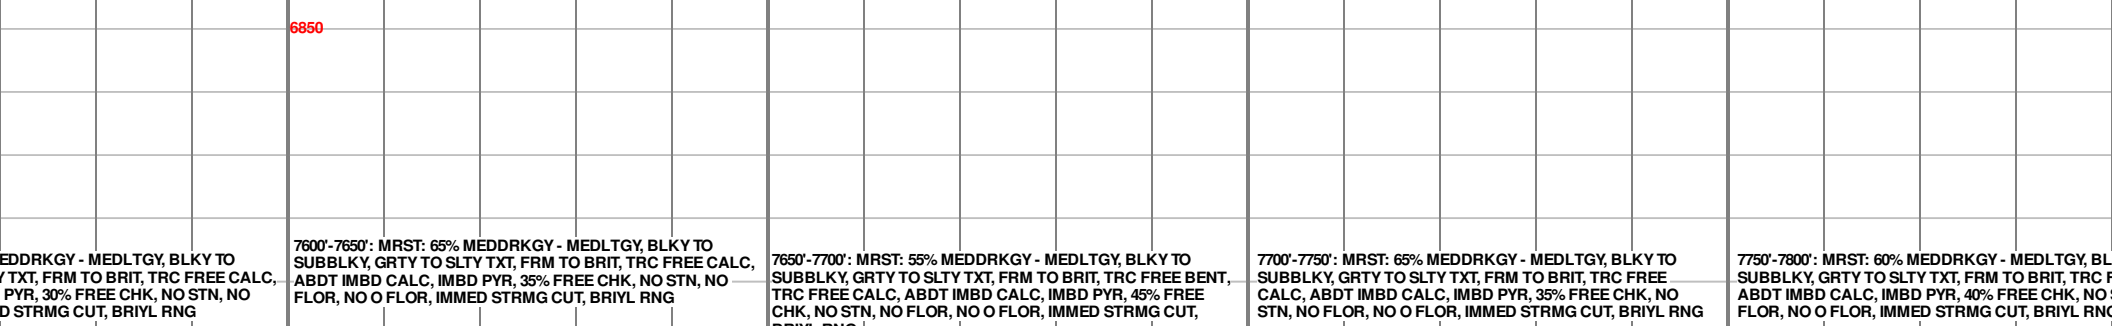 6850
EDDRKGY - MEDLTGY, BLKY TO
Y TXT, FRM TO BRIT, TRC FREE CALC,
PYR, 30% FREE CHK, NO STN, NO
D STRMG CUT, BRIYL RNG
7600'-7650': MRST: 65% MEDDRKGY - MEDLTGY, BLKY TO
SUBBLKY, GRTY TO SLTY TXT, FRM TO BRIT, TRC FREE CALC,
ABDT IMBD CALC, IMBD PYR, 35% FREE CHK, NO STN, NO
FLOR, NO O FLOR, IMMED STRMG CUT, BRIYL RNG
7650'-7700': MRST: 55% MEDDRKGY - MEDLTGY, BLKY TO
SUBBLKY, GRTY TO SLTY TXT, FRM TO BRIT, TRC FREE BENT,
TRC FREE CALC, ABDT IMBD CALC, IMBD PYR, 45% FREE
CHK, NO STN, NO FLOR, NO O FLOR, IMMED STRMG CUT,
BRIYL RNG
7700'-7750': MRST: 65% MEDDRKGY - MEDLTGY, BLKY TO
SUBBLKY, GRTY TO SLTY TXT, FRM TO BRIT, TRC FREE
CALC, ABDT IMBD CALC, IMBD PYR, 35% FREE CHK, NO
STN, NO FLOR, NO O FLOR, IMMED STRMG CUT, BRIYL RNG
7750'-7800': MRST: 60% MEDDRKGY - MEDLTGY, BL
SUBBLKY, GRTY TO SLTY TXT, FRM TO BRIT, TRC F
ABDT IMBD CALC, IMBD PYR, 40% FREE CHK, NO
FLOR, NO O FLOR, IMMED STRMG CUT, BRIYL RNG